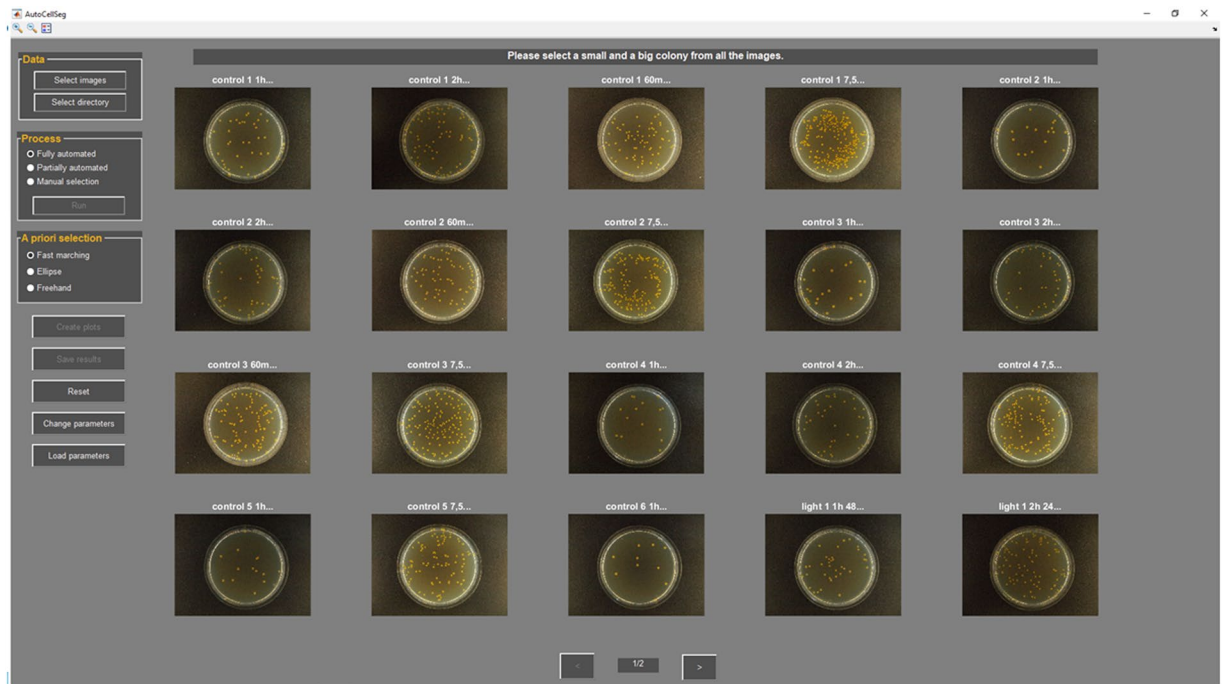 AutoCellSeg
Data
Select images
Select directory
Process
Fully automated
Partially automated
Manual selection
Run
A priori selection
Fast marching
Ellipse
Freehand
Create plots
Save results
Reset
Change parameters
Load parameters
Please select a small and a big colony from all the images.
control 1 1h...
control 1 2h...
control 1 60m...
control 1 7,5...
control 2 1h...
control 2 2h...
control 2 60m...
control 2 7,5...
control 3 1h...
control 3 2h...
control 3 60m...
control 3 7,5...
control 4 1h...
control 4 2h...
control 4 7,5...
control 5 1h...
control 5 7,5...
control 6 1h...
light 1 1h 48...
light 1 2h 24...
<
1/2
>